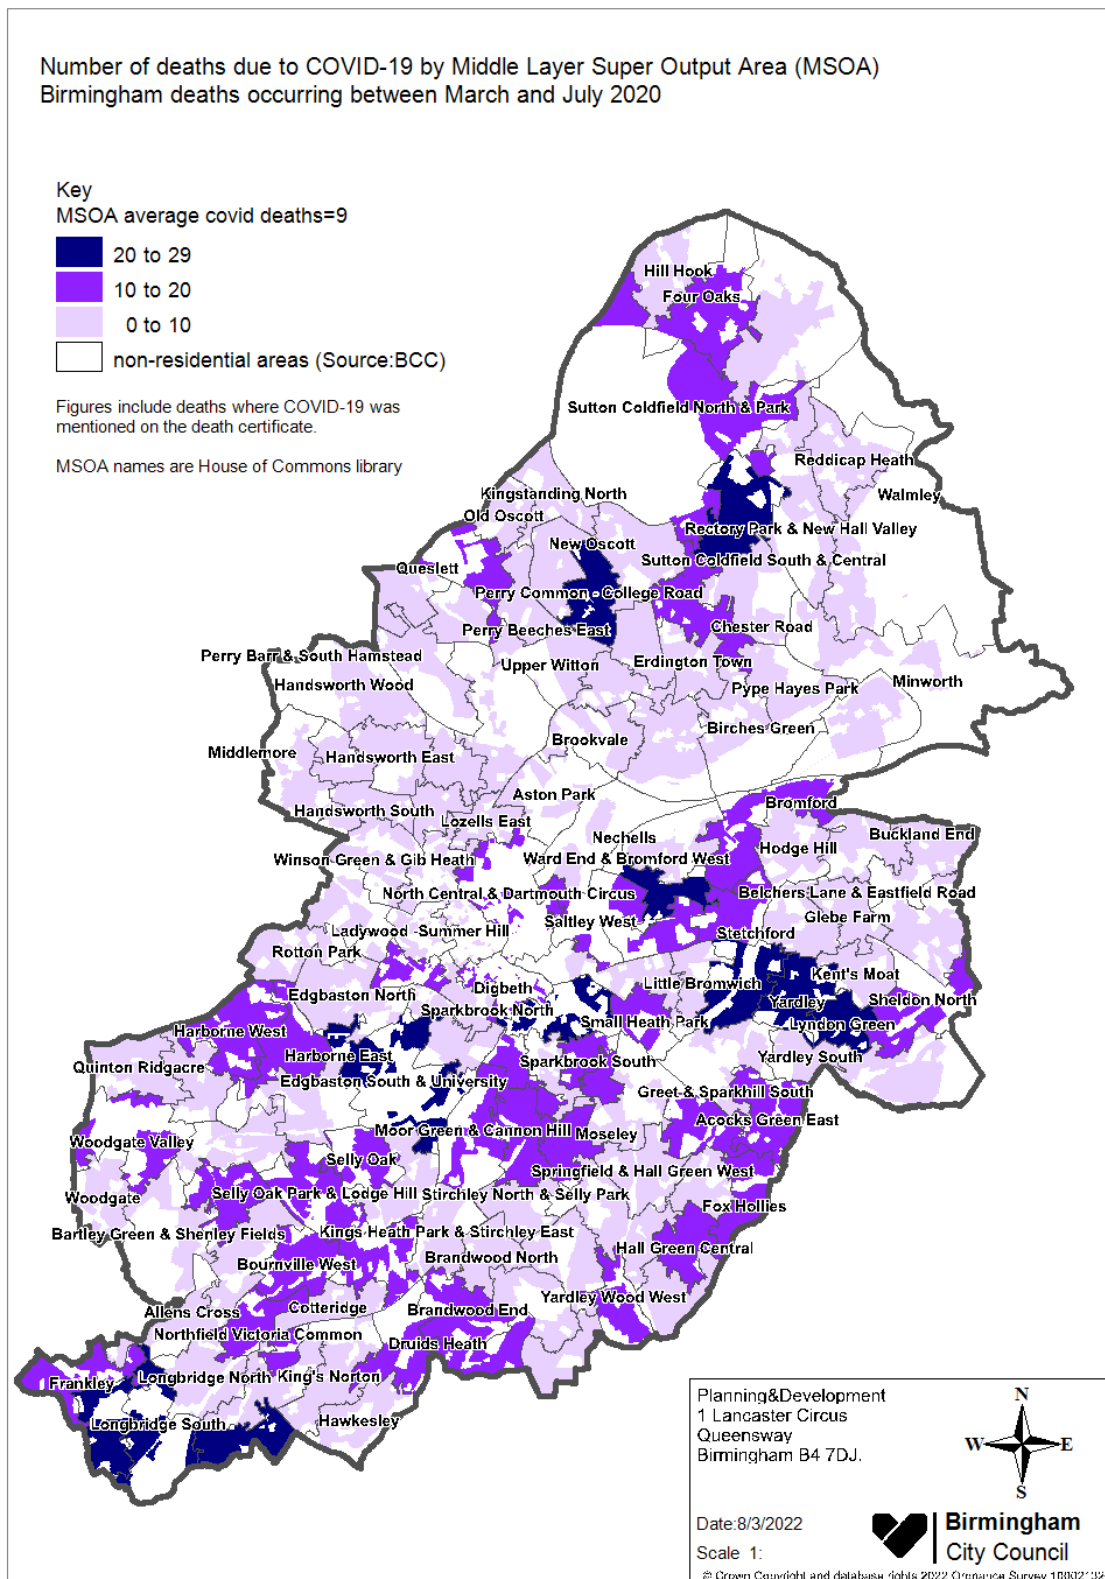 Number of deaths due to COVID-19 by Middle Layer Super Output Area (MSOA)
Birmingham deaths occurring between March and July 2020
Key
MSOA average covid deaths=9
20 to 29
10 to 20
0 to 10
non-residential areas (Source:BCC)
Figures include deaths where COVID-19 was
mentioned on the death certificate.
MSOA names are House of Commons library
Hill Hook
Four Oaks
Sutton Coldfield North & Park
Reddicap Heath
Walmley
Kingstanding North
Old Oscott
Rectory Park & New Hall Valley
New Oscott
Sutton Coldfield South & Central
Queslett
Perry Common - College Road
Chester Road
Perry Beeches East
Perry Barr & South Hamstead
Upper Witton
Erdington Town
Handsworth Wood
Pype Hayes Park
Minworth
Birches Green
Brookvale
Middlemore
Handsworth East
Aston Park
Bromford
Handsworth South
Lozells East
Nechells
Buckland End
Hodge Hill
Winson Green & Gib Heath
Ward End & Bromford West
North Central & Dartmouth Circus
Belchers Lane & Eastfield Road
Glebe Farm
Saltley West
Ladywood -Summer Hill
Stetchford
Rotton Park
Kent's Moat
Digbeth
Little Bromwich
Edgbaston North
Yardley
Sheldon North
Sparkbrook North
Small Heath Park
Lyndon Green
Harborne West
Harborne East
Sparkbrook South
Yardley South
Quinton Ridgacre
Edgbaston South & University
Greet & Sparkhill South
Acocks Green East
Moor Green & Cannon Hill
Moseley
Woodgate Valley
Selly Oak
Springfield & Hall Green West
Woodgate
Selly Oak Park & Lodge Hill
Stirchley North & Selly Park
Fox Hollies
Bartley Green & Shenley Fields
Kings Heath Park & Stirchley East
Hall Green Central
Bournville West
Brandwood North
Yardley Wood West
Allens Cross
Cotteridge
Brandwood End
Northfield Victoria Common
Druids Heath
Frankley
Longbridge North
King's Norton
Longbridge South
Hawkesley
Planning&Development
1 Lancaster Circus
Queensway
Birmingham B4 7DJ.
N
W
E
S
Date:8/3/2022
Scale 1:
Birmingham
City Council
© Crown Copyright and database rights 2022 Ordnance Survey